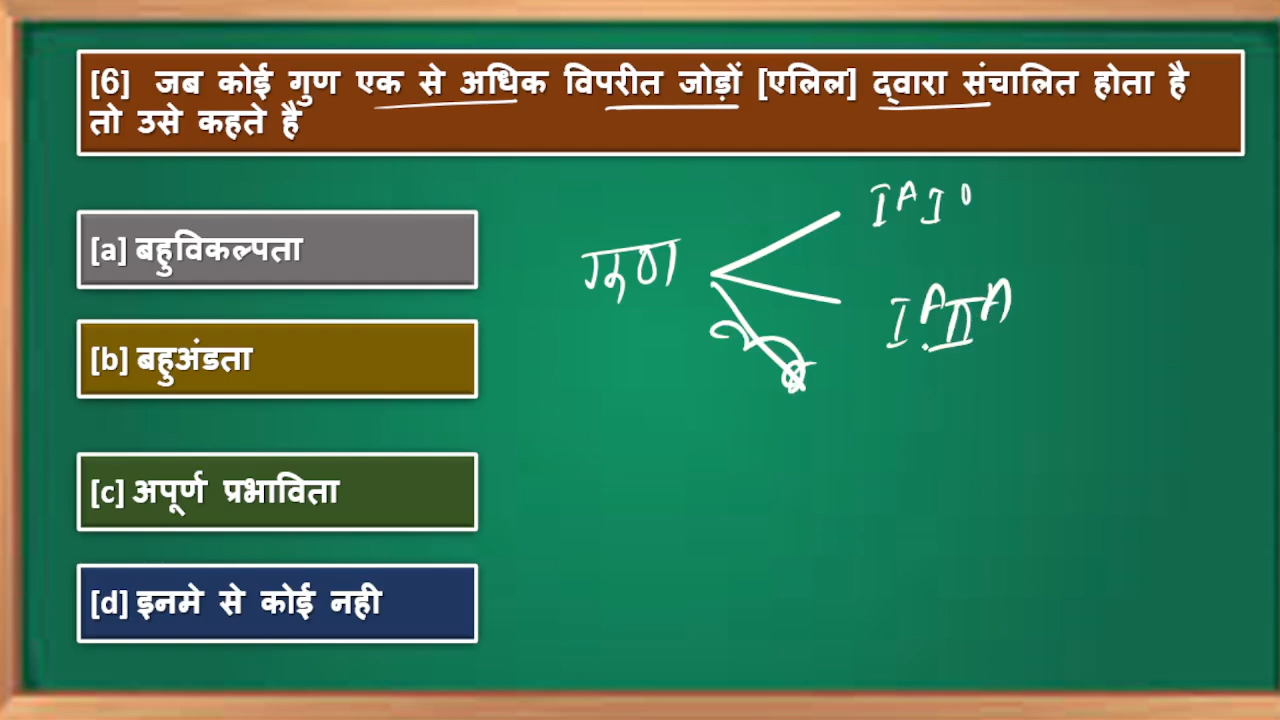 [6] जब कोई गुण एक से अधिक विपरीत जोड़ों [एलिल] द्वारा संचालित होता है
तो उसे कहते हैं
[a] बहुविकल्पता
[b] बहुअंडता
[c] अपूर्ण प्रभाविता
[d] इनमे से कोई नही
I^A I^O
I^A I^A